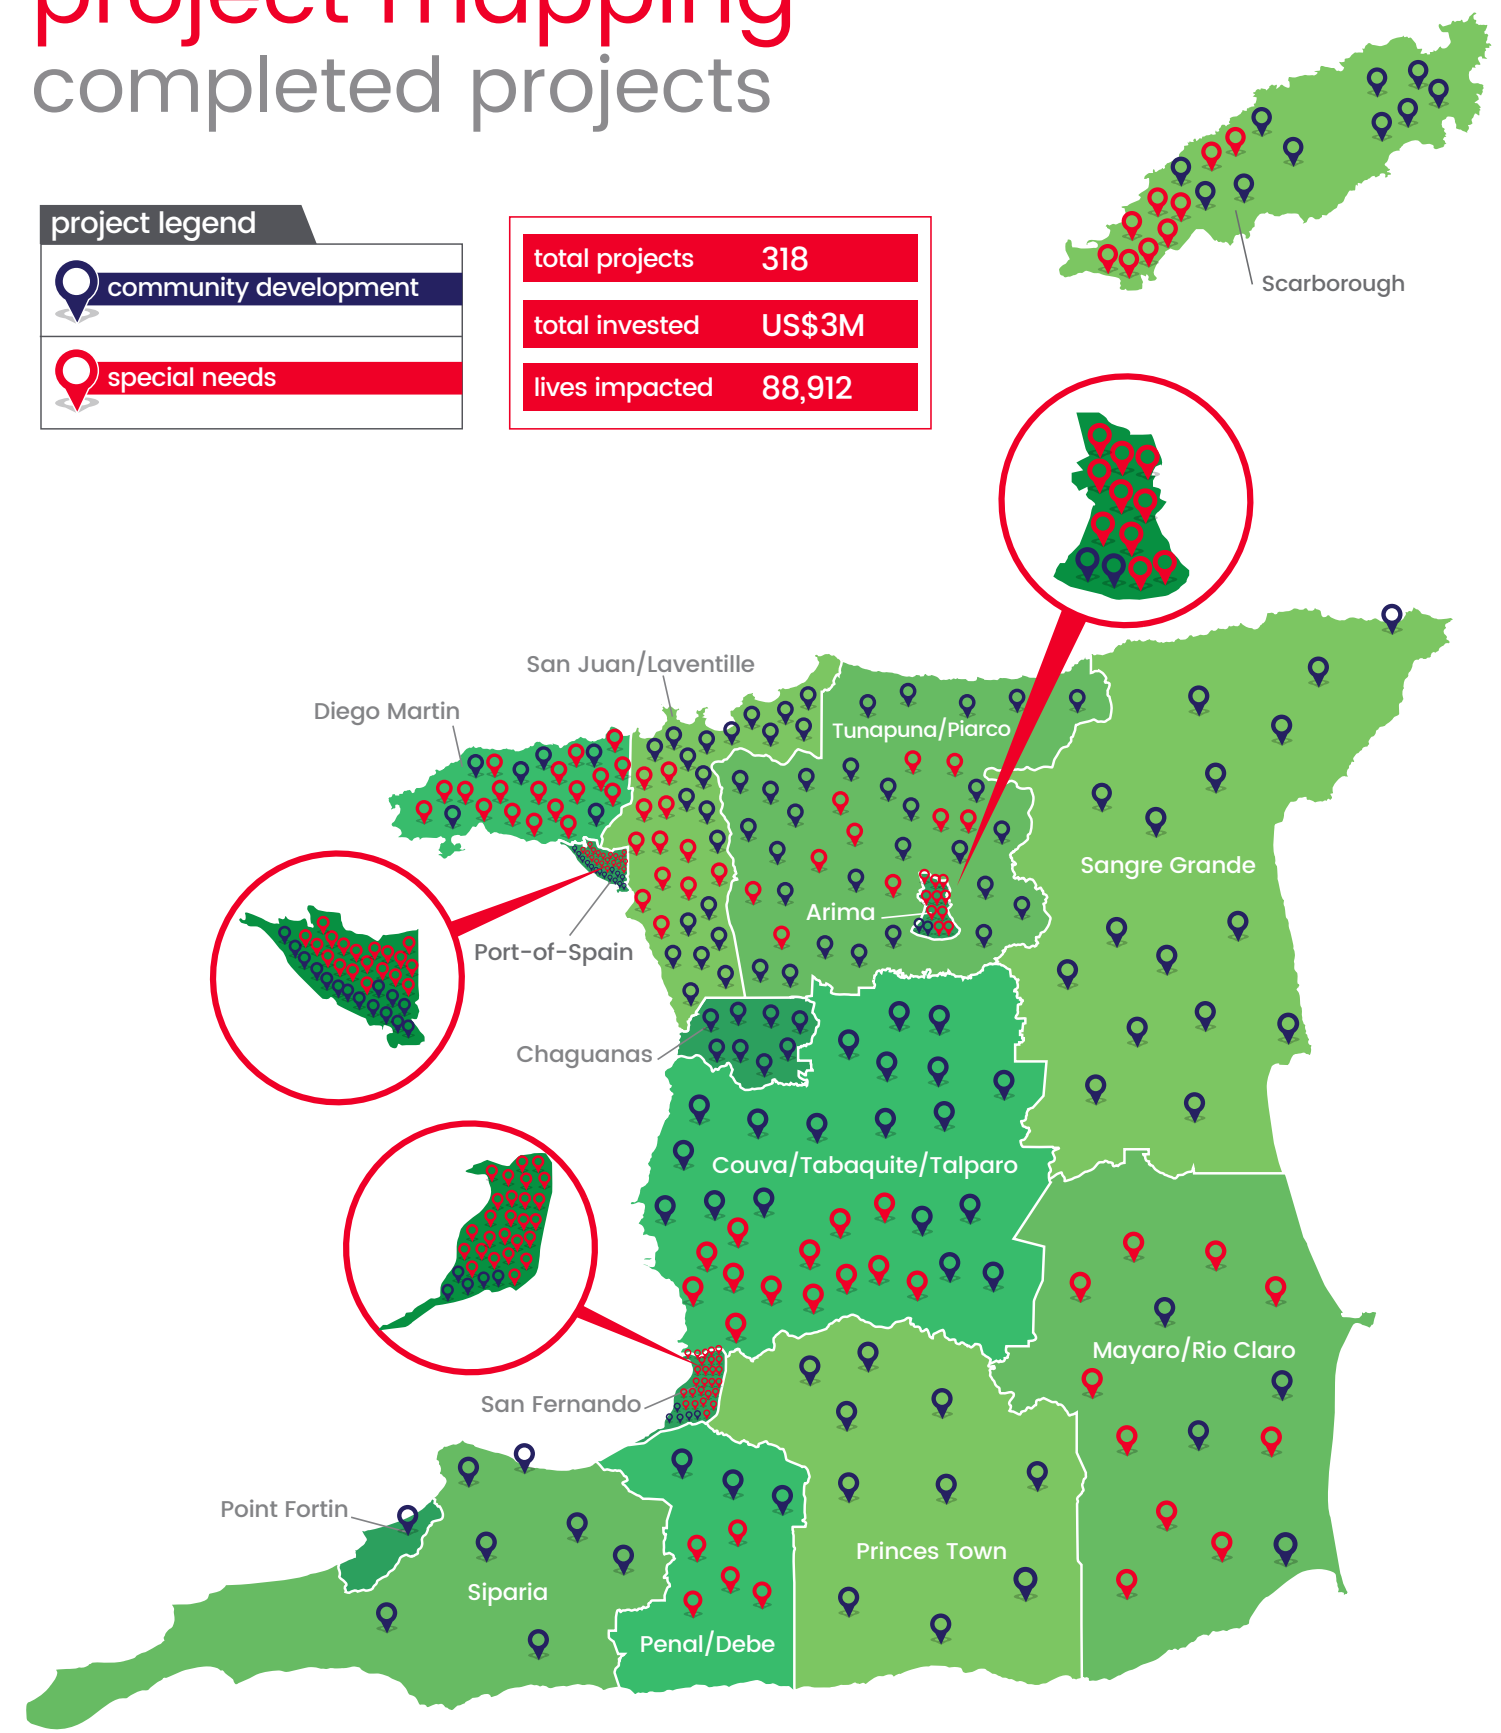 project mapping
completed projects
project legend
community development
special needs
total projects 318
total invested US$3M
lives impacted 88,912
Scarborough
San Juan/Laventille
Diego Martin
Tunapuna/Piarco
Sangre Grande
Arima
Port-of-Spain
Chaguanas
Couva/Tabaquite/Talparo
Mayaro/Rio Claro
San Fernando
Point Fortin
Princes Town
Siparia
Penal/Debe